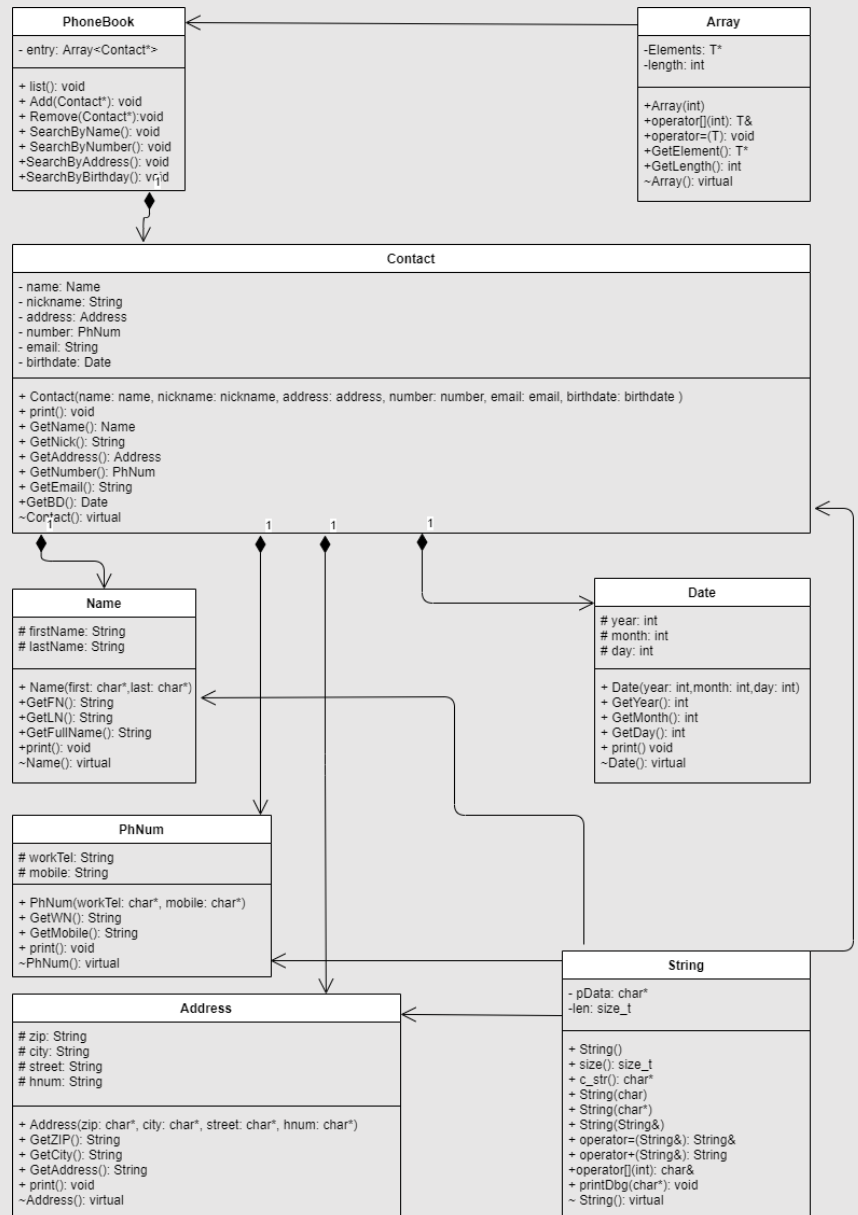 PhoneBook
- entry: Array<Contact*>
+ list(): void
+ Add(Contact*): void
+ Remove(Contact*):void
+ SearchByName(): void
+ SearchByNumber(): void
+SearchByAddress(): void
+SearchByBirthday(): void
1
Array
-Elements: T*
-length: int
+Array(int)
+operator[](int): T&
+operator=(T): void
+GetElement(): T*
+GetLength(): int
~Array(): virtual
Contact
- name: Name
- nickname: String
- address: Address
- number: PhNum
- email: String
- birthdate: Date
+ Contact(name: name, nickname: nickname, address: address, number: number, email: email, birthdate: birthdate )
+ print(): void
+ GetName(): Name
+ GetNick(): String
+ GetAddress(): Address
+ GetNumber(): PhNum
+ GetEmail(): String
+GetBD(): Date
~Contact(): virtual
1
1
1
1
Name
# firstName: String
# lastName: String
+ Name(first: char*,last: char*)
+GetFN(): String
+GetLN(): String
+GetFullName(): String
+print(): void
~Name(): virtual
Date
# year: int
# month: int
# day: int
+ Date(year: int,month: int,day: int)
+ GetYear(): int
+ GetMonth(): int
+ GetDay(): int
+ print() void
~Date(): virtual
PhNum
# workTel: String
# mobile: String
+ PhNum(workTel: char*, mobile: char*)
+ GetWN(): String
+ GetMobile(): String
+ print(): void
~PhNum(): virtual
Address
# zip: String
# city: String
# street: String
# hnum: String
+ Address(zip: char*, city: char*, street: char*, hnum: char*)
+ GetZIP(): String
+ GetCity(): String
+ GetAddress(): String
+ print(): void
~Address(): virtual
String
- pData: char*
-len: size_t
+ String()
+ size(): size_t
+ c_str(): char*
+ String(char)
+ String(char*)
+ String(String&)
+ operator=(String&): String&
+ operator+(String&): String
+operator[](int): char&
+ printDbg(char*): void
~ String(): virtual